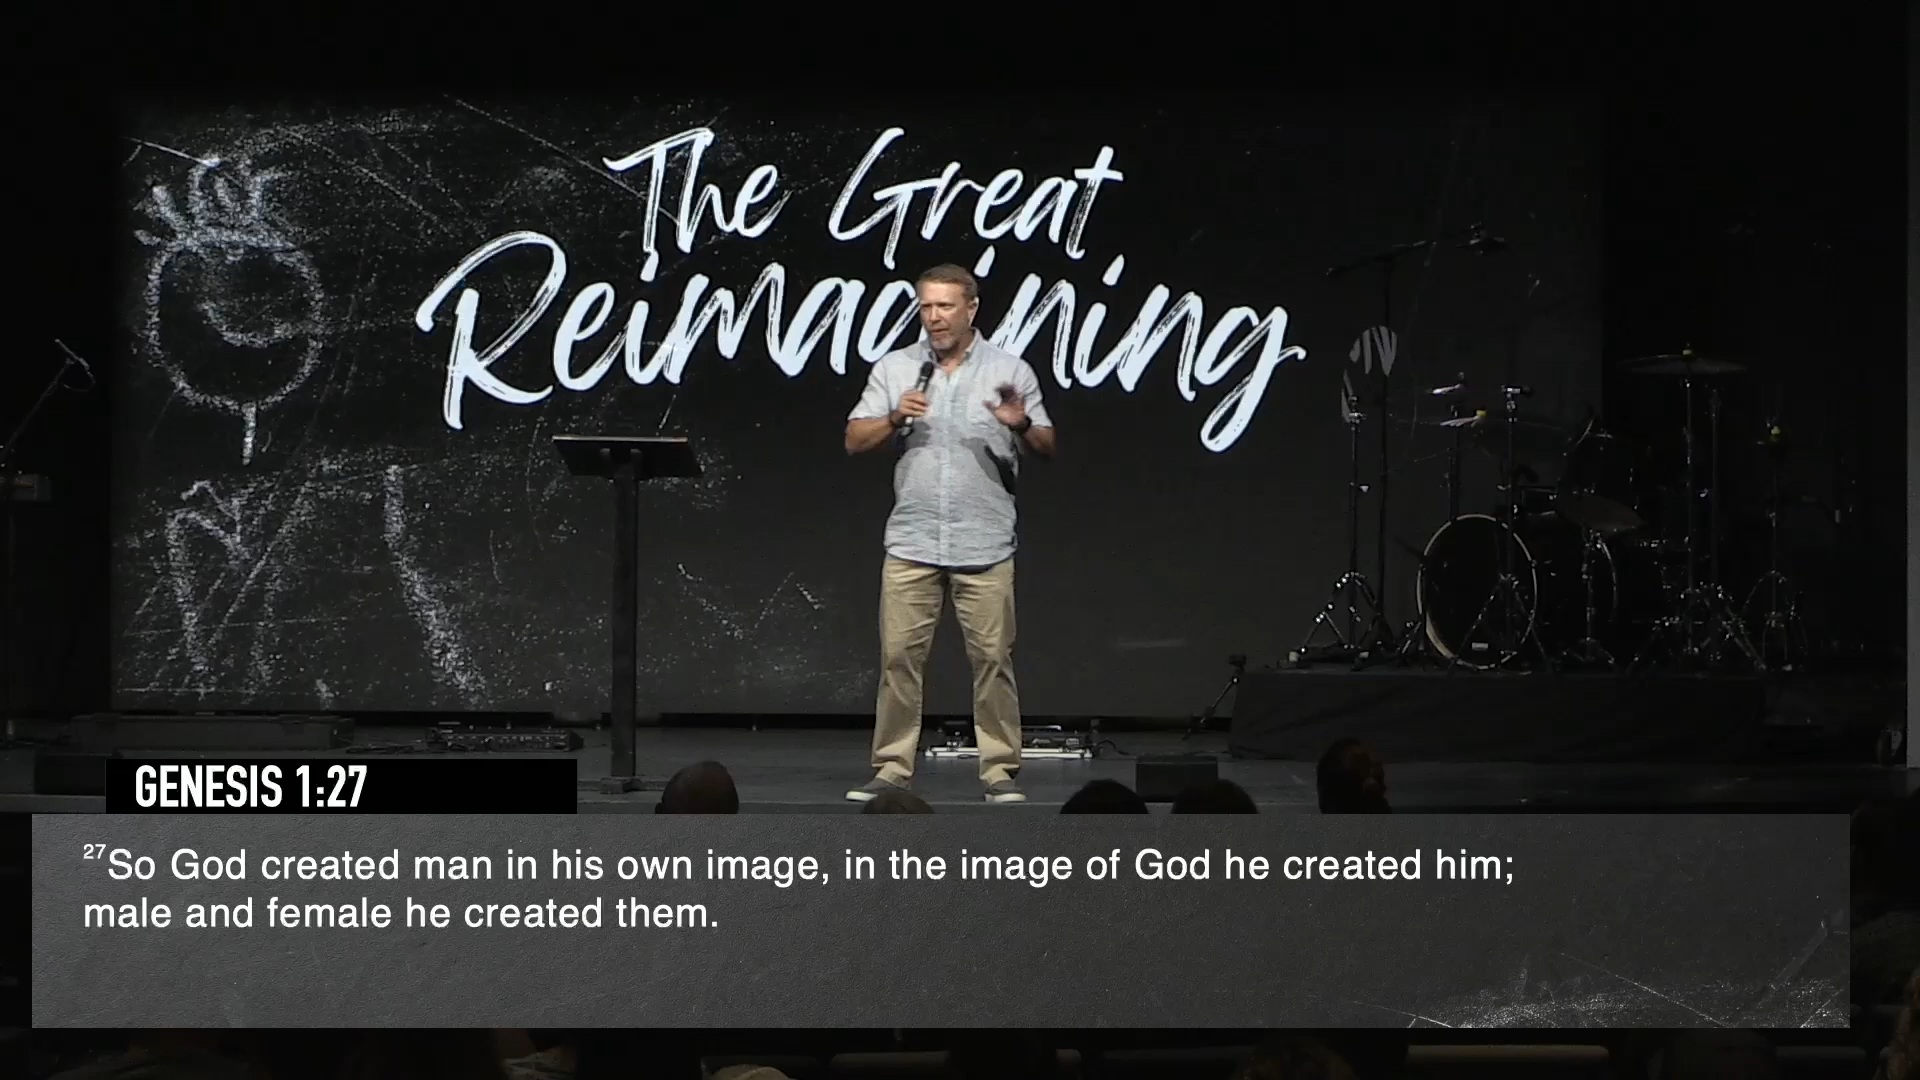 The Great
Reimagining
GENESIS 1:27
27So God created man in his own image, in the image of God he created him;
male and female he created them.